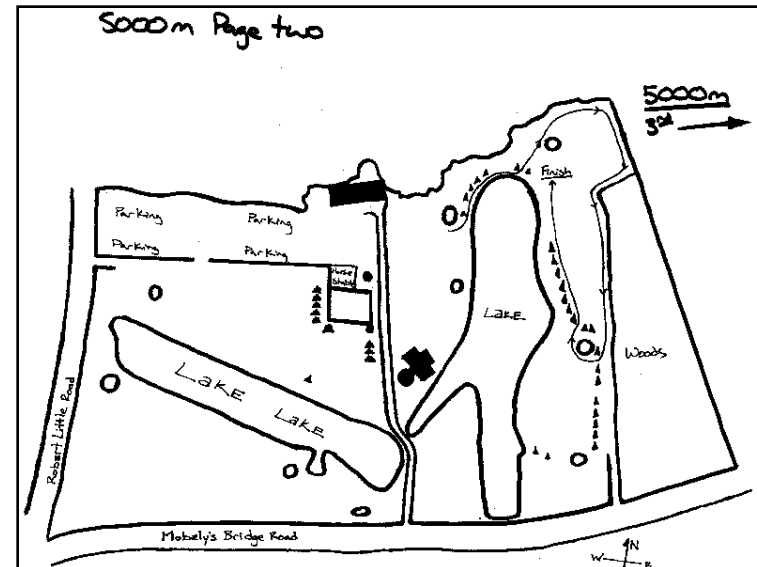 5000m Page two
5000m
3rd
Finish
Parking
Parking
Parking
Parking
Horse
Stable
Lake
Woods
Lake
Lake
Robert Little Road
Mobely's Bridge Road
N
W
E